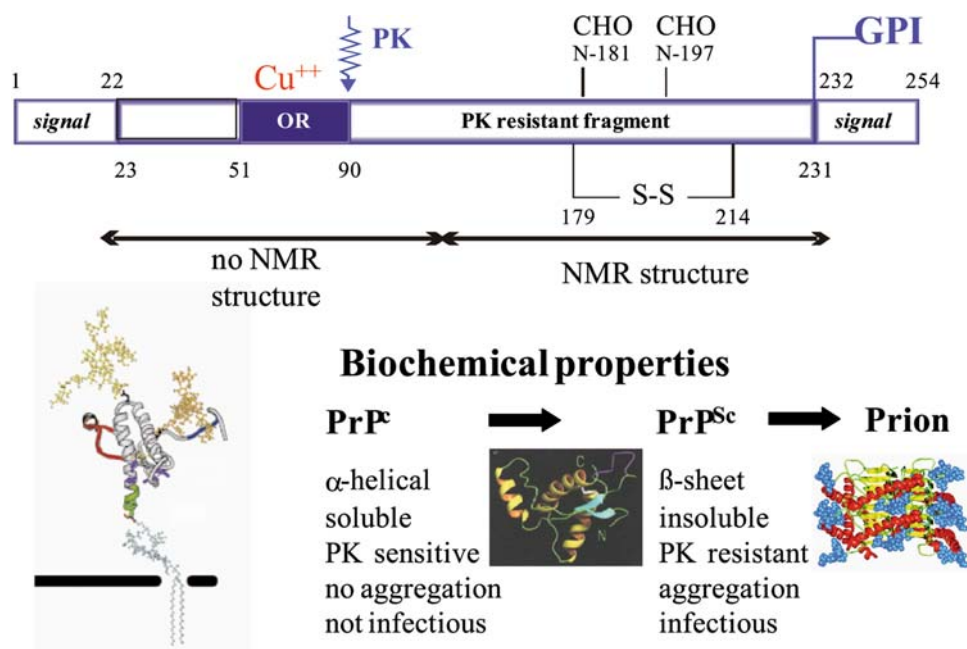 PK
CHO CHO
GPI
N-181 N-197
Cu++
1 22 232 254
signal OR PK resistant fragment signal
23 51 90 231
S-S
179 214
no NMR
structure
NMR structure
Biochemical properties
PrPc PrPSc Prion
α-helical
soluble
PK sensitive
no aggregation
not infectious
C
N
ß-sheet
insoluble
PK resistant
aggregation
infectious